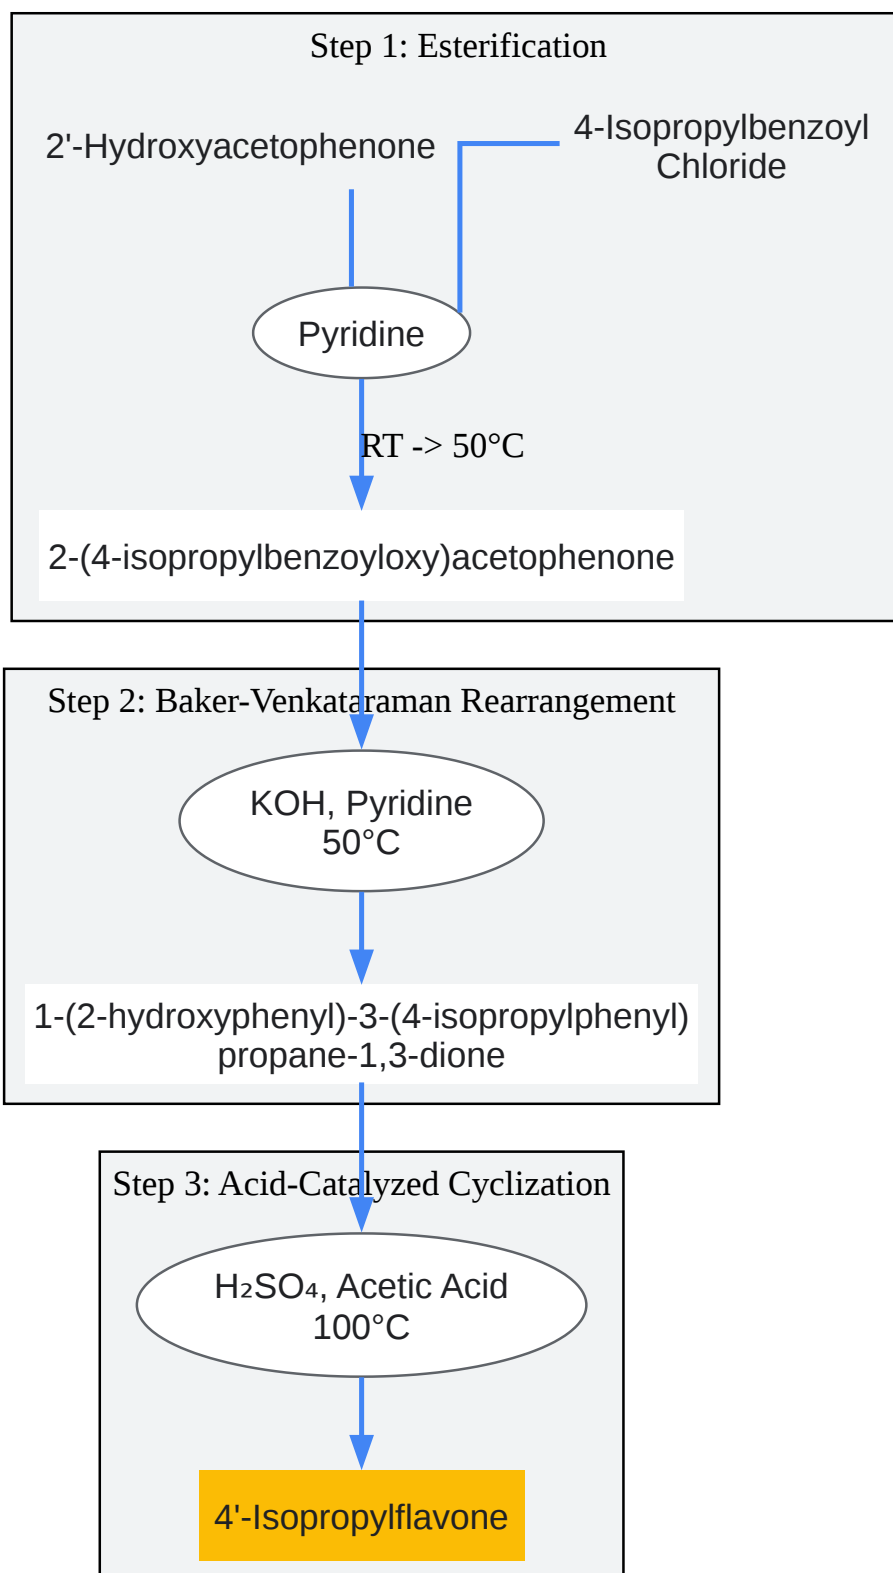 Step 1: Esterification
2'-Hydroxyacetophenone
4-Isopropylbenzoyl
Chloride
Pyridine
RT -> 50°C
2-(4-isopropylbenzoyloxy)acetophenone
Step 2: Baker-Venkataraman Rearrangement
KOH, Pyridine
50°C
1-(2-hydroxyphenyl)-3-(4-isopropylphenyl)
propane-1,3-dione
Step 3: Acid-Catalyzed Cyclization
H₂SO₄, Acetic Acid
100°C
4'-Isopropylflavone